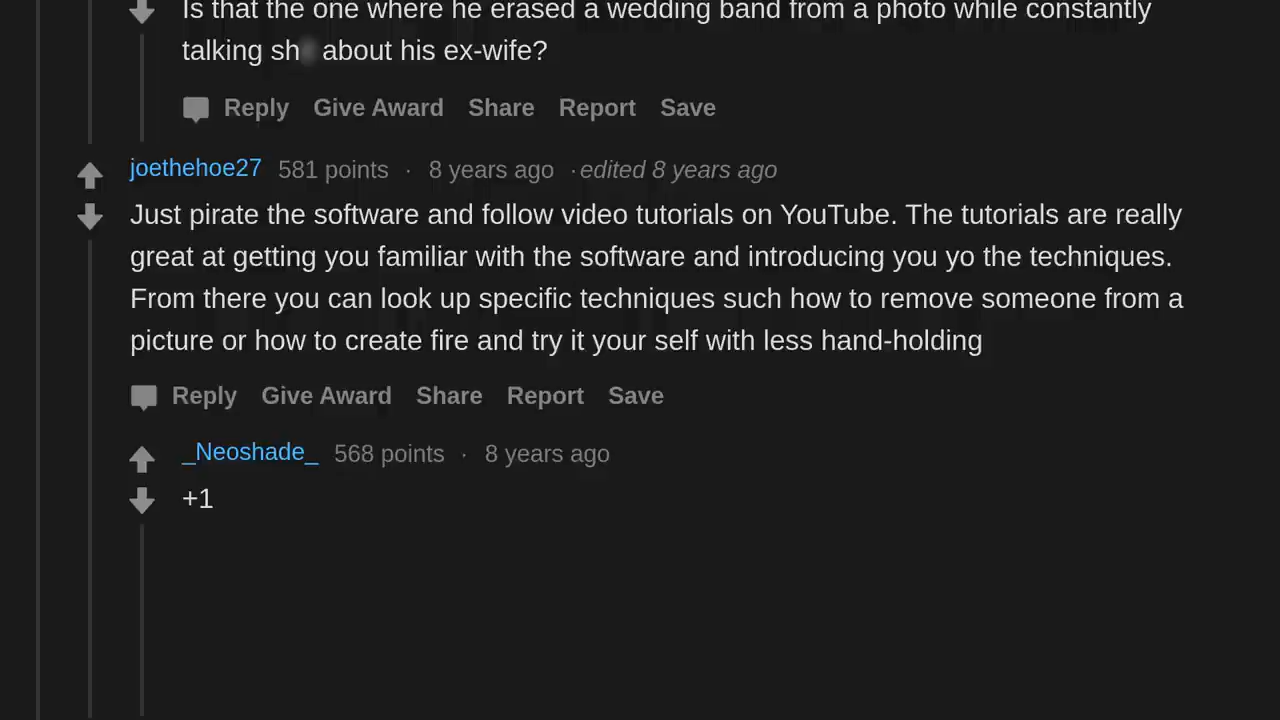 Is that the one where he erased a wedding band from a photo while constantly
talking sh about his ex-wife?
Reply Give Award Share Report Save
joethehoe27 581 points · 8 years ago · edited 8 years ago
Just pirate the software and follow video tutorials on YouTube. The tutorials are really
great at getting you familiar with the software and introducing you yo the techniques.
From there you can look up specific techniques such how to remove someone from a
picture or how to create fire and try it your self with less hand-holding
Reply Give Award Share Report Save
_Neoshade_ 568 points · 8 years ago
+1